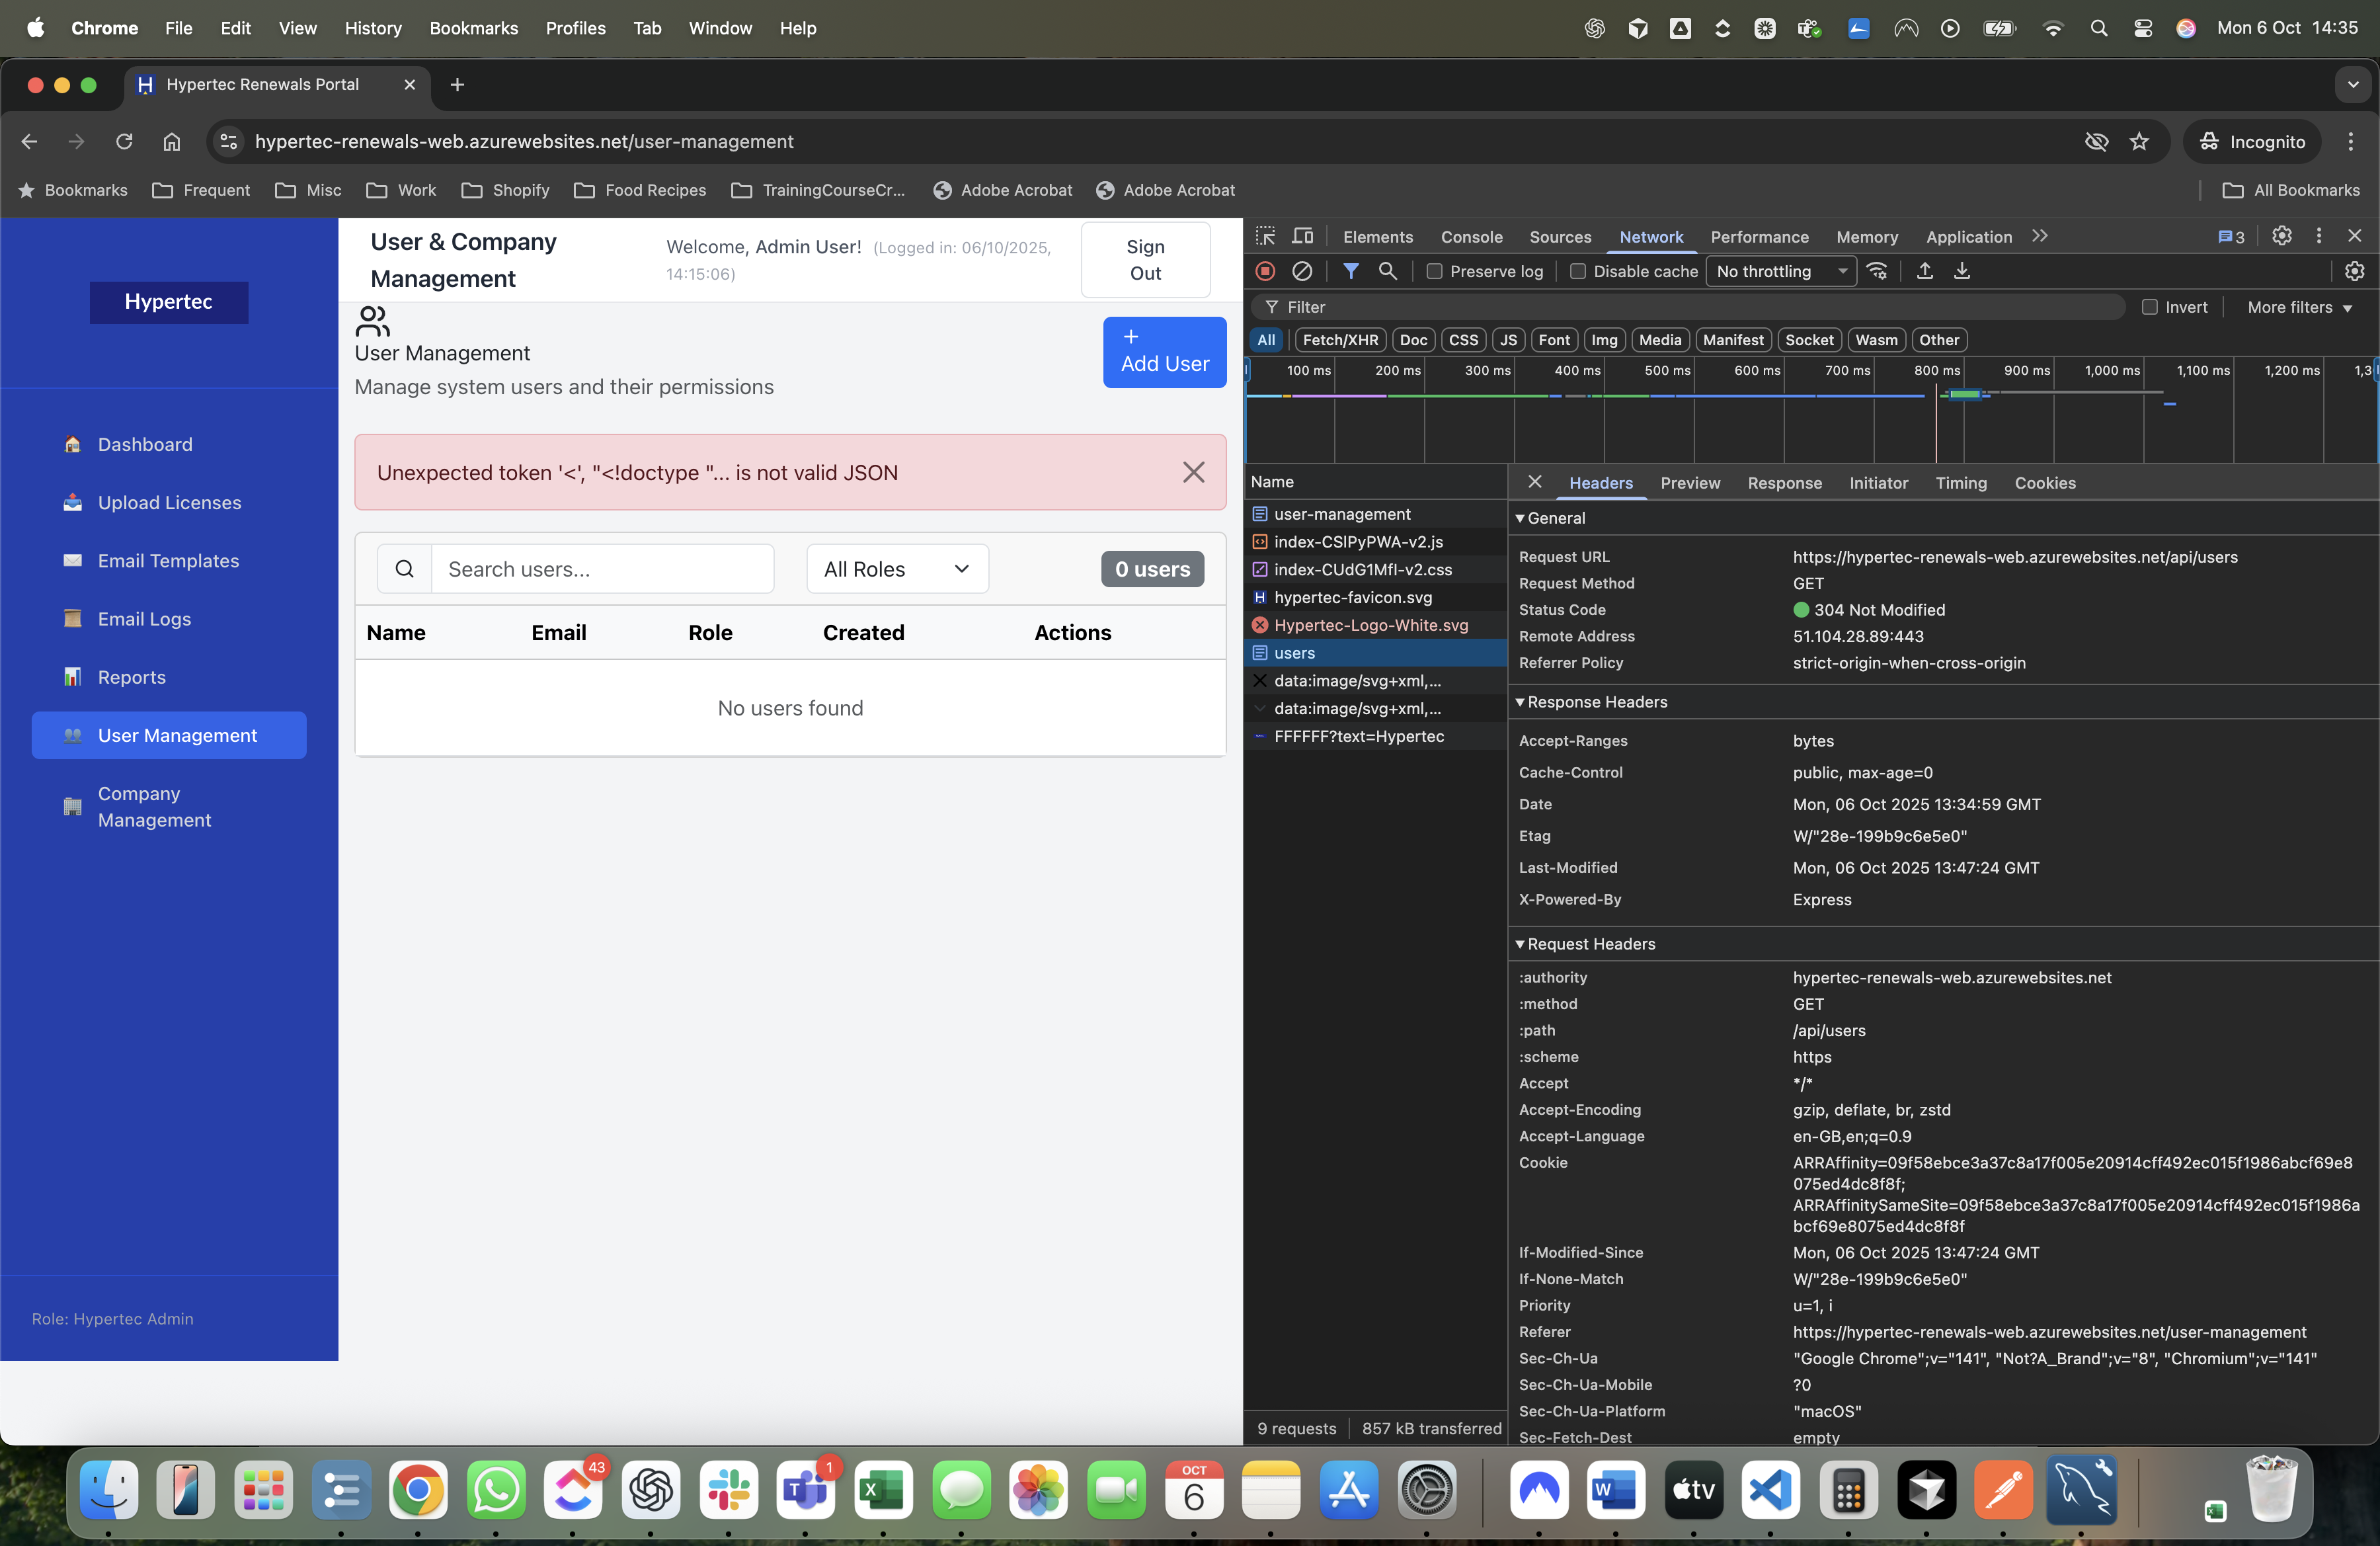 Chrome File Edit View History Bookmarks Profiles Tab Window Help
Mon 6 Oct 14:35
Hypertec Renewals Portal
hypertec-renewals-web.azurewebsites.net/user-management
Incognito
Bookmarks Frequent Misc Work Shopify Food Recipes TrainingCourseCr... Adobe Acrobat Adobe Acrobat
All Bookmarks
Hypertec
Dashboard
Upload Licenses
Email Templates
Email Logs
Reports
User Management
Company
Management
Role: Hypertec Admin
User & Company
Management
Welcome, Admin User! (Logged in: 06/10/2025,
14:15:06)
Sign
Out
User Management
Manage system users and their permissions
+
Add User
Unexpected token '<', "<!doctype "... is not valid JSON
Search users...
All Roles
0 users
Name Email Role Created Actions
No users found
Elements Console Sources Network Performance Memory Application
3
Preserve log Disable cache No throttling
Filter
Invert More filters
All Fetch/XHR Doc CSS JS Font Img Media Manifest Socket Wasm Other
100 ms 200 ms 300 ms 400 ms 500 ms 600 ms 700 ms 800 ms 900 ms 1,000 ms 1,100 ms 1,200 ms 1,3
Name
user-management
index-CSlPyPWA-v2.js
index-CUdG1Mfl-v2.css
hypertec-favicon.svg
Hypertec-Logo-White.svg
users
data:image/svg+xml,...
data:image/svg+xml,...
FFFFFF?text=Hypertec
9 requests 857 kB transferred
Headers Preview Response Initiator Timing Cookies
General
Request URL https://hypertec-renewals-web.azurewebsites.net/api/users
Request Method GET
Status Code 304 Not Modified
Remote Address 51.104.28.89:443
Referrer Policy strict-origin-when-cross-origin
Response Headers
Accept-Ranges bytes
Cache-Control public, max-age=0
Date Mon, 06 Oct 2025 13:34:59 GMT
Etag W/"28e-199b9c6e5e0"
Last-Modified Mon, 06 Oct 2025 13:47:24 GMT
X-Powered-By Express
Request Headers
:authority hypertec-renewals-web.azurewebsites.net
:method GET
:path /api/users
:scheme https
Accept */*
Accept-Encoding gzip, deflate, br, zstd
Accept-Language en-GB,en;q=0.9
Cookie ARRAffinity=09f58ebce3a37c8a17f005e20914cff492ec015f1986abcf69e8
075ed4dc8f8f;
ARRAffinitySameSite=09f58ebce3a37c8a17f005e20914cff492ec015f1986a
bcf69e8075ed4dc8f8f
If-Modified-Since Mon, 06 Oct 2025 13:47:24 GMT
If-None-Match W/"28e-199b9c6e5e0"
Priority u=1, i
Referer https://hypertec-renewals-web.azurewebsites.net/user-management
Sec-Ch-Ua "Google Chrome";v="141", "Not?A_Brand";v="8", "Chromium";v="141"
Sec-Ch-Ua-Mobile ?0
Sec-Ch-Ua-Platform "macOS"
Sec-Fetch-Dest empty
43
1
OCT
6
tv